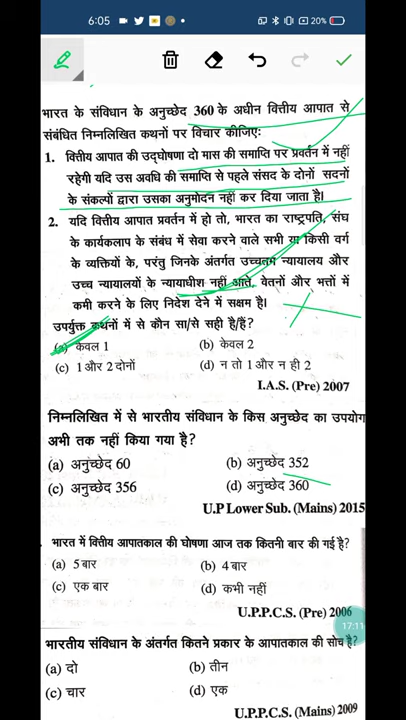 6:05
20%
भारत के संविधान के अनुच्छेद 360 के अधीन वित्तीय आपात से
संबंधित निम्नलिखित कथनों पर विचार कीजिए:
1. वित्तीय आपात की उद्घोषणा दो मास की समाप्ति पर प्रवर्तन में नहीं
रहेगी यदि उस अवधि की समाप्ति से पहले संसद के दोनों सदनों
के संकल्पों द्वारा उसका अनुमोदन नहीं कर दिया जाता है।
2. यदि वित्तीय आपात प्रवर्तन में हो तो, भारत का राष्ट्रपति, संघ
के कार्यकलाप के संबंध में सेवा करने वाले सभी या किसी वर्ग
के व्यक्तियों के, परंतु जिनके अंतर्गत उच्चतम न्यायालय और
उच्च न्यायालयों के न्यायाधीश नहीं आते, वेतनों और भत्तों में
कमी करने के लिए निदेश देने में सक्षम है।
उपर्युक्त कथनों में से कौन सा/से सही है/हैं?
(a) केवल 1 (b) केवल 2
(c) 1 और 2 दोनों (d) न तो 1 और न ही 2
I.A.S. (Pre) 2007
निम्नलिखित में से भारतीय संविधान के किस अनुच्छेद का उपयोग
अभी तक नहीं किया गया है?
(a) अनुच्छेद 60 (b) अनुच्छेद 352
(c) अनुच्छेद 356 (d) अनुच्छेद 360
U.P Lower Sub. (Mains) 2015
भारत में वित्तीय आपातकाल की घोषणा आज तक कितनी बार की गई है?
(a) 5 बार (b) 4 बार
(c) एक बार (d) कभी नहीं
U.P.P.C.S. (Pre) 2006
17:11
भारतीय संविधान के अंतर्गत कितने प्रकार के आपातकाल की सोच है?
(a) दो (b) तीन
(c) चार (d) एक
U.P.P.C.S. (Mains) 2009